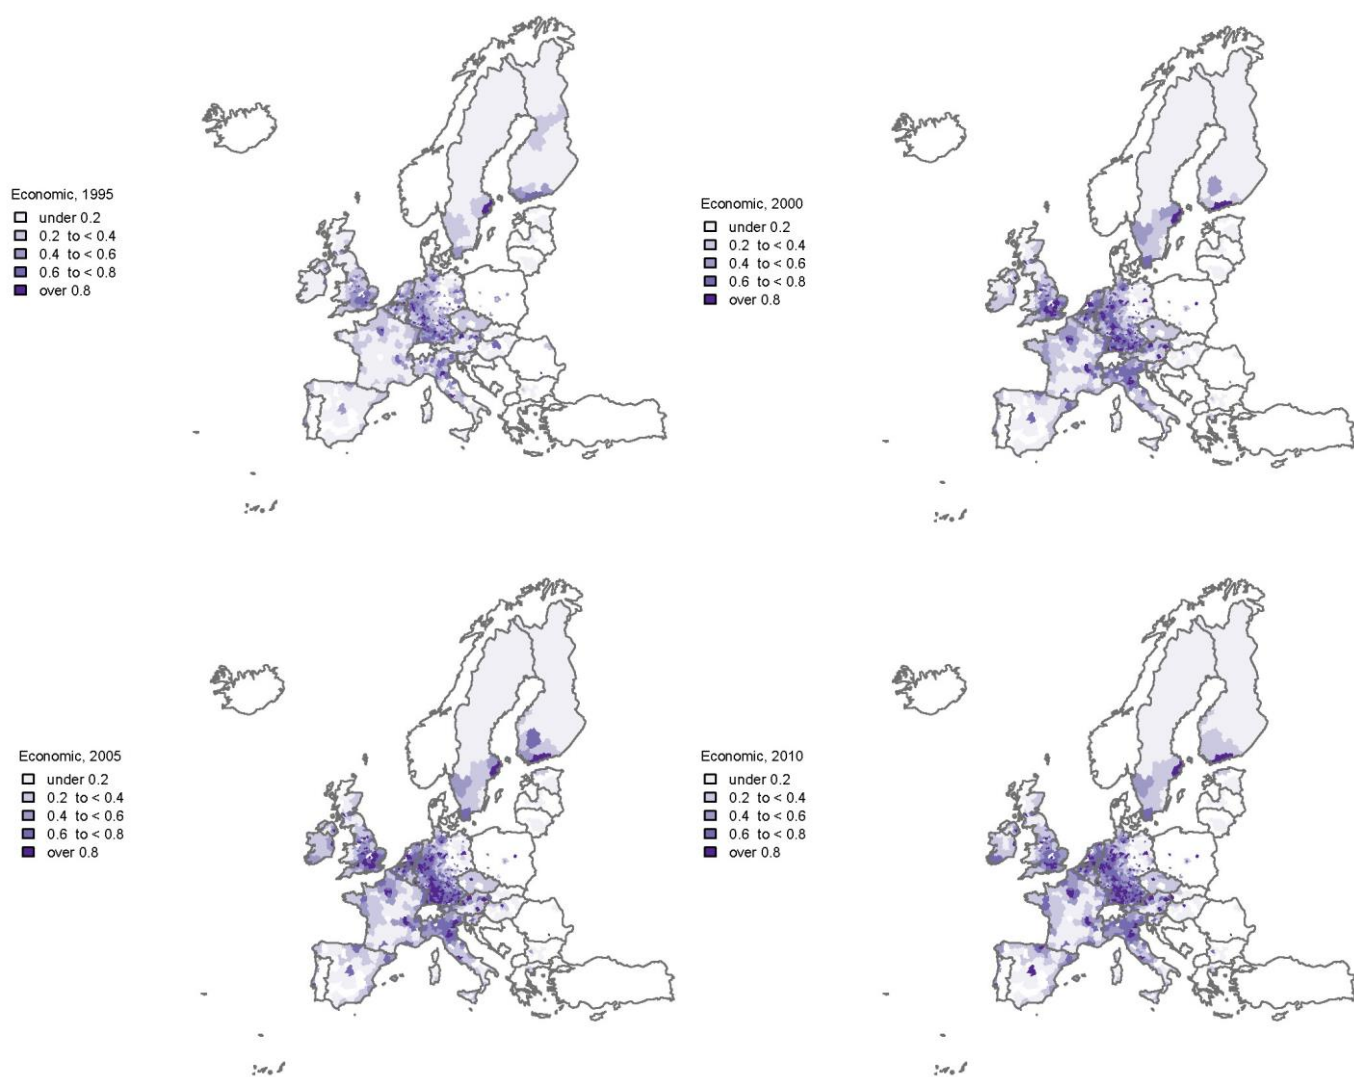 Economic, 1995
under 0.2
0.2 to < 0.4
0.4 to < 0.6
0.6 to < 0.8
over 0.8
Economic, 2000
under 0.2
0.2 to < 0.4
0.4 to < 0.6
0.6 to < 0.8
over 0.8
Economic, 2005
under 0.2
0.2 to < 0.4
0.4 to < 0.6
0.6 to < 0.8
over 0.8
Economic, 2010
under 0.2
0.2 to < 0.4
0.4 to < 0.6
0.6 to < 0.8
over 0.8